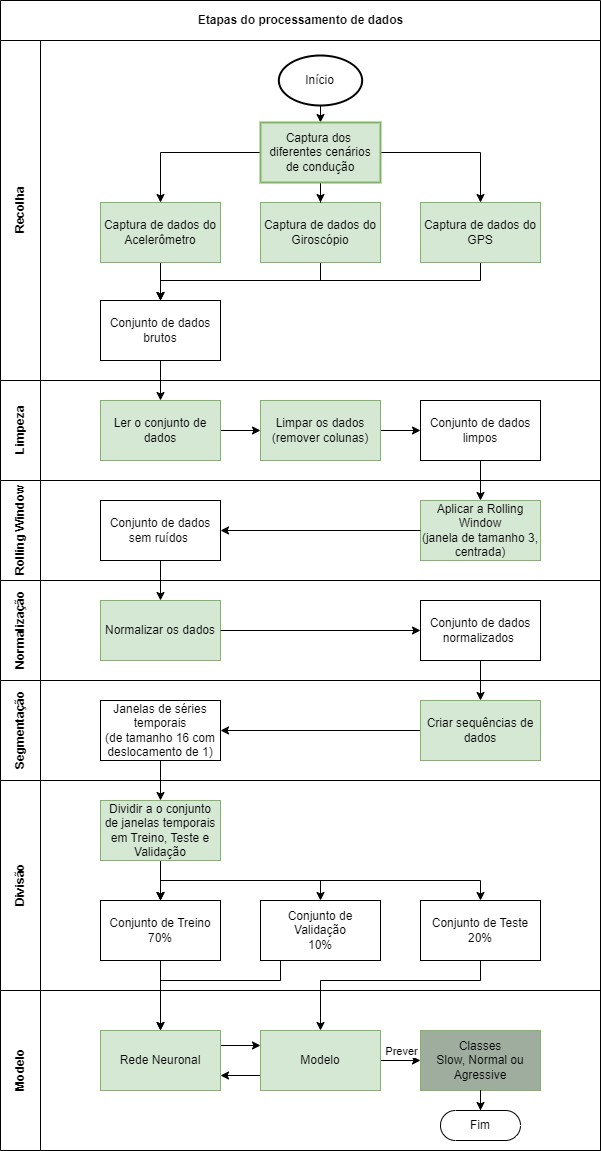 Etapas do processamento de dados
Recolha
Início
Captura dos
diferentes cenários
de condução
Captura de dados do
Acelerômetro
Captura de dados do
Giroscópio
Captura de dados do
GPS
Conjunto de dados
brutos
Limpeza
Ler o conjunto de
dados
Limpar os dados
(remover colunas)
Conjunto de dados
limpos
Rolling Window
Aplicar a Rolling
Window
(janela de tamanho 3,
centrada)
Conjunto de dados
sem ruídos
Normalização
Normalizar os dados
Conjunto de dados
normalizados
Segmentação
Criar sequências de
dados
Janelas de séries
temporais
(de tamanho 16 com
deslocamento de 1)
Divisão
Dividir a o conjunto
de janelas temporais
em Treino, Teste e
Validação
Conjunto de Treino
70%
Conjunto de
Validação
10%
Conjunto de Teste
20%
Modelo
Rede Neuronal
Modelo
Prever
Classes
Slow, Normal ou
Agressive
Fim